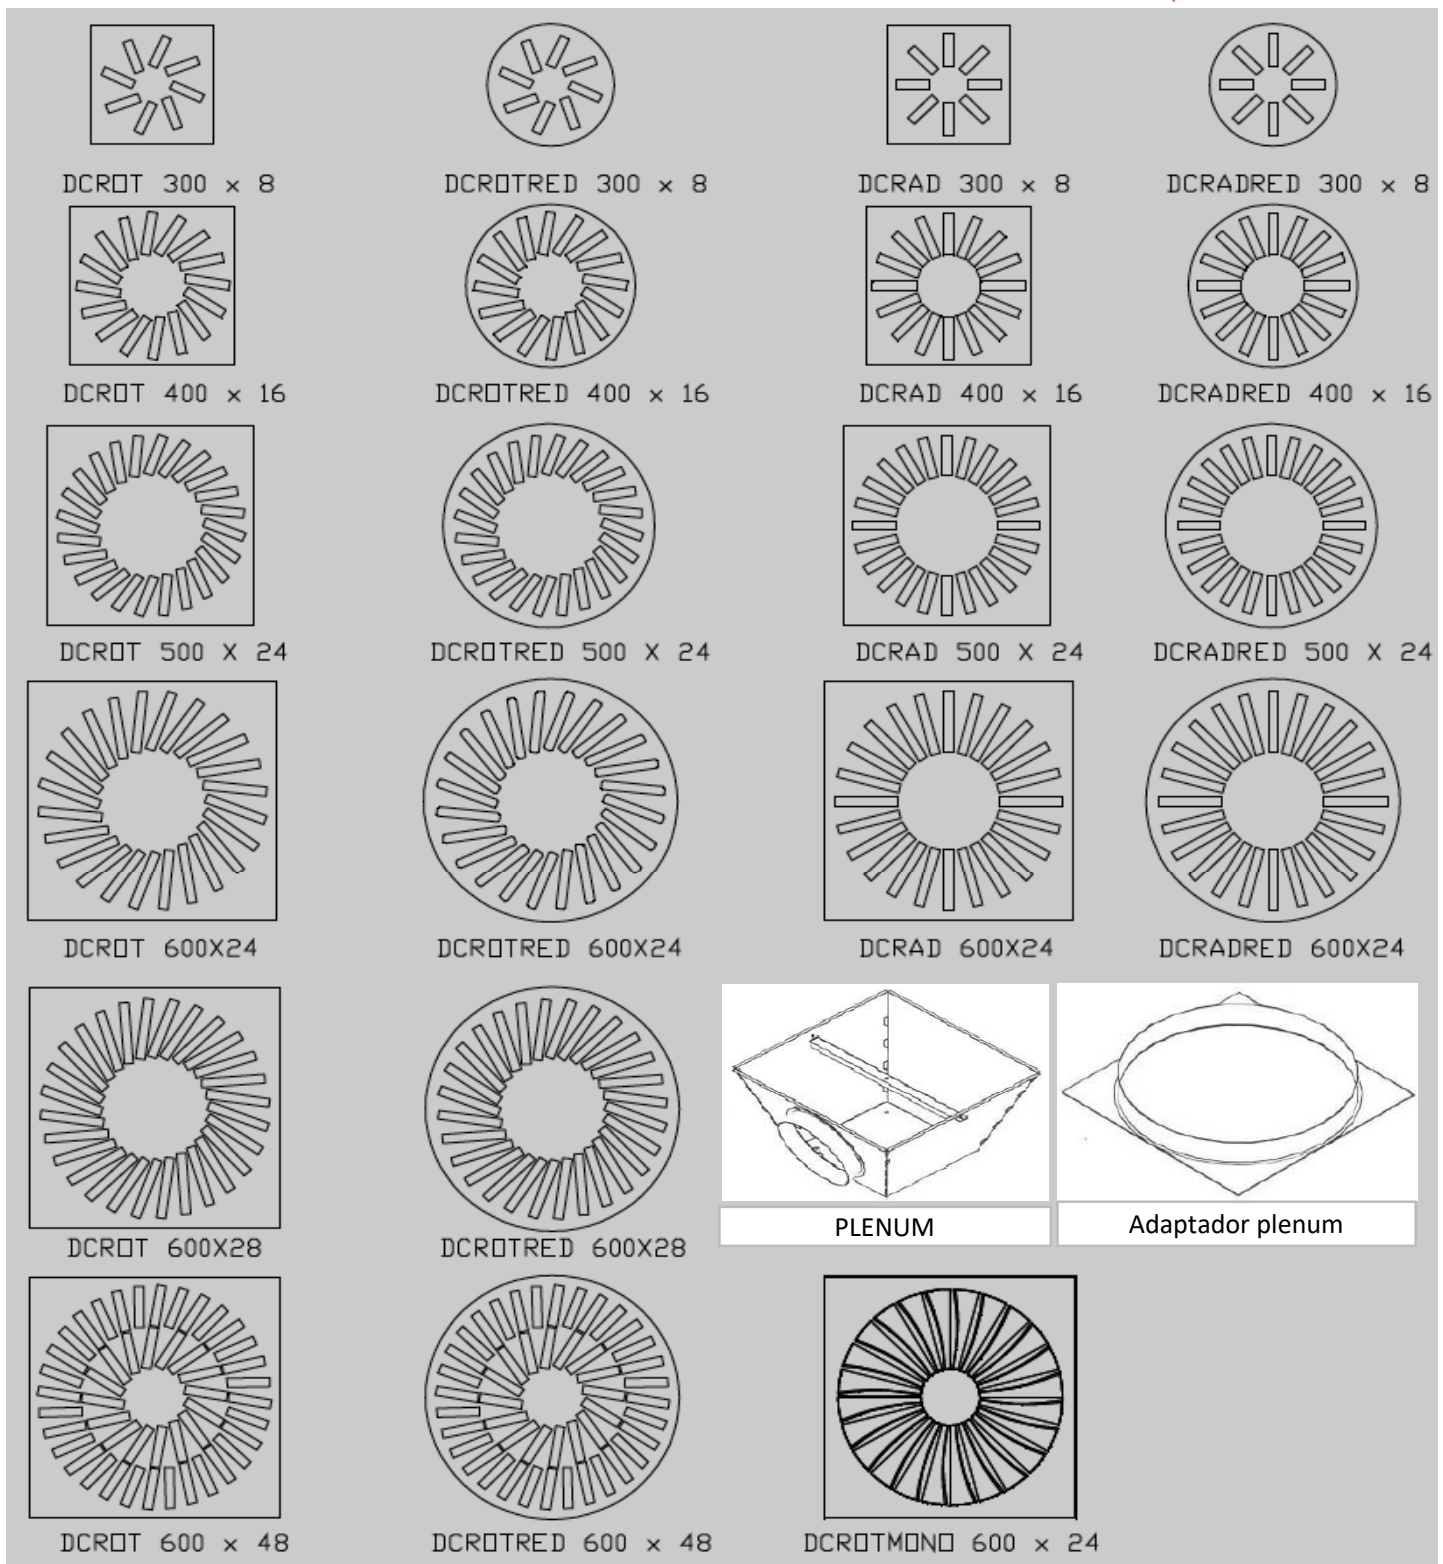 DCROT 300 x 8
DCROTRED 300 x 8
DCRAD 300 x 8
DCRADRED 300 x 8
DCROT 400 x 16
DCROTRED 400 x 16
DCRAD 400 x 16
DCRADRED 400 x 16
DCROT 500 X 24
DCROTRED 500 X 24
DCRAD 500 X 24
DCRADRED 500 X 24
DCROT 600X24
DCROTRED 600X24
DCRAD 600X24
DCRADRED 600X24
PLENUM
Adaptador plenum
DCROT 600X28
DCROTRED 600X28
DCROT 600 x 48
DCROTRED 600 x 48
DCROTMONO 600 x 24